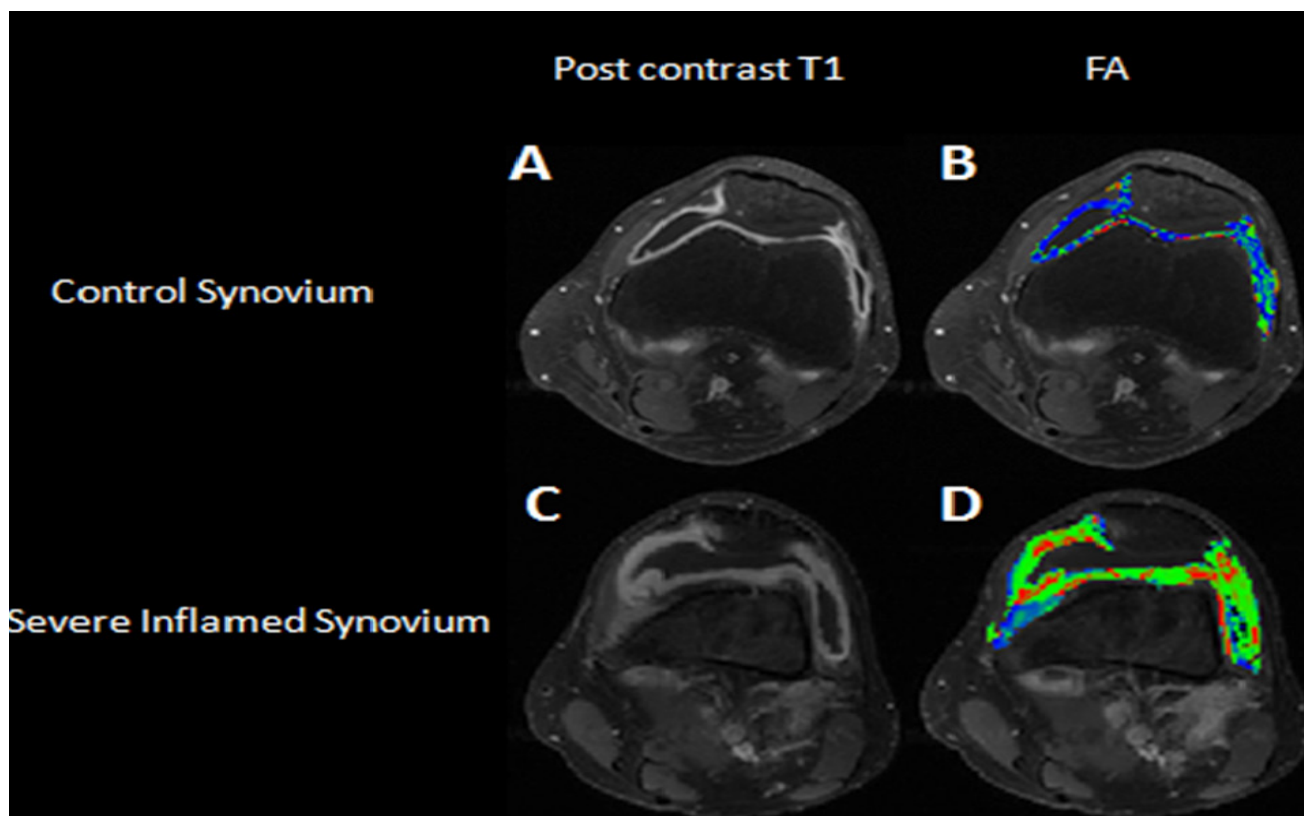 Post contrast T1 FA
A B
Control Synovium
C D
Severe Inflamed Synovium